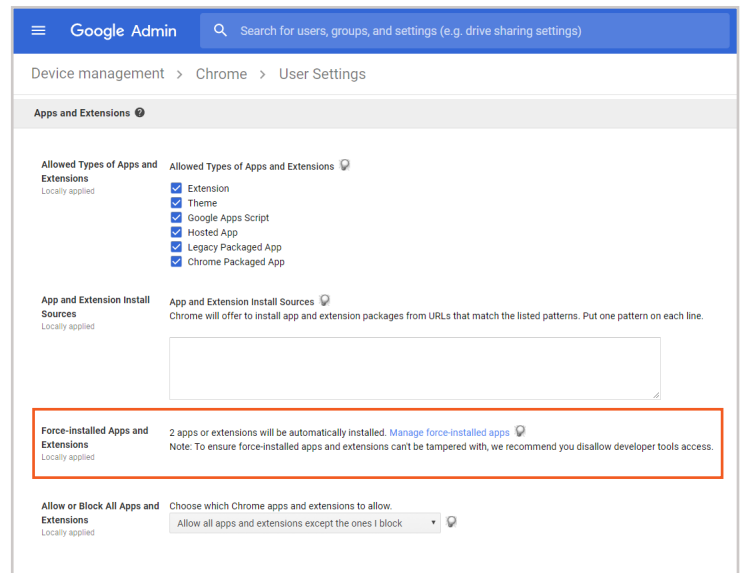 Google Admin
Search for users, groups, and settings (e.g. drive sharing settings)
Device management > Chrome > User Settings
Apps and Extensions
Allowed Types of Apps and
Extensions
Locally applied
Allowed Types of Apps and Extensions
Extension
Theme
Google Apps Script
Hosted App
Legacy Packaged App
Chrome Packaged App
App and Extension Install
Sources
Locally applied
App and Extension Install Sources
Chrome will offer to install app and extension packages from URLs that match the listed patterns. Put one pattern on each line.
Force-installed Apps and
Extensions
Locally applied
2 apps or extensions will be automatically installed. Manage force-installed apps
Note: To ensure force-installed apps and extensions can't be tampered with, we recommend you disallow developer tools access.
Allow or Block All Apps and
Extensions
Locally applied
Choose which Chrome apps and extensions to allow.
Allow all apps and extensions except the ones I block